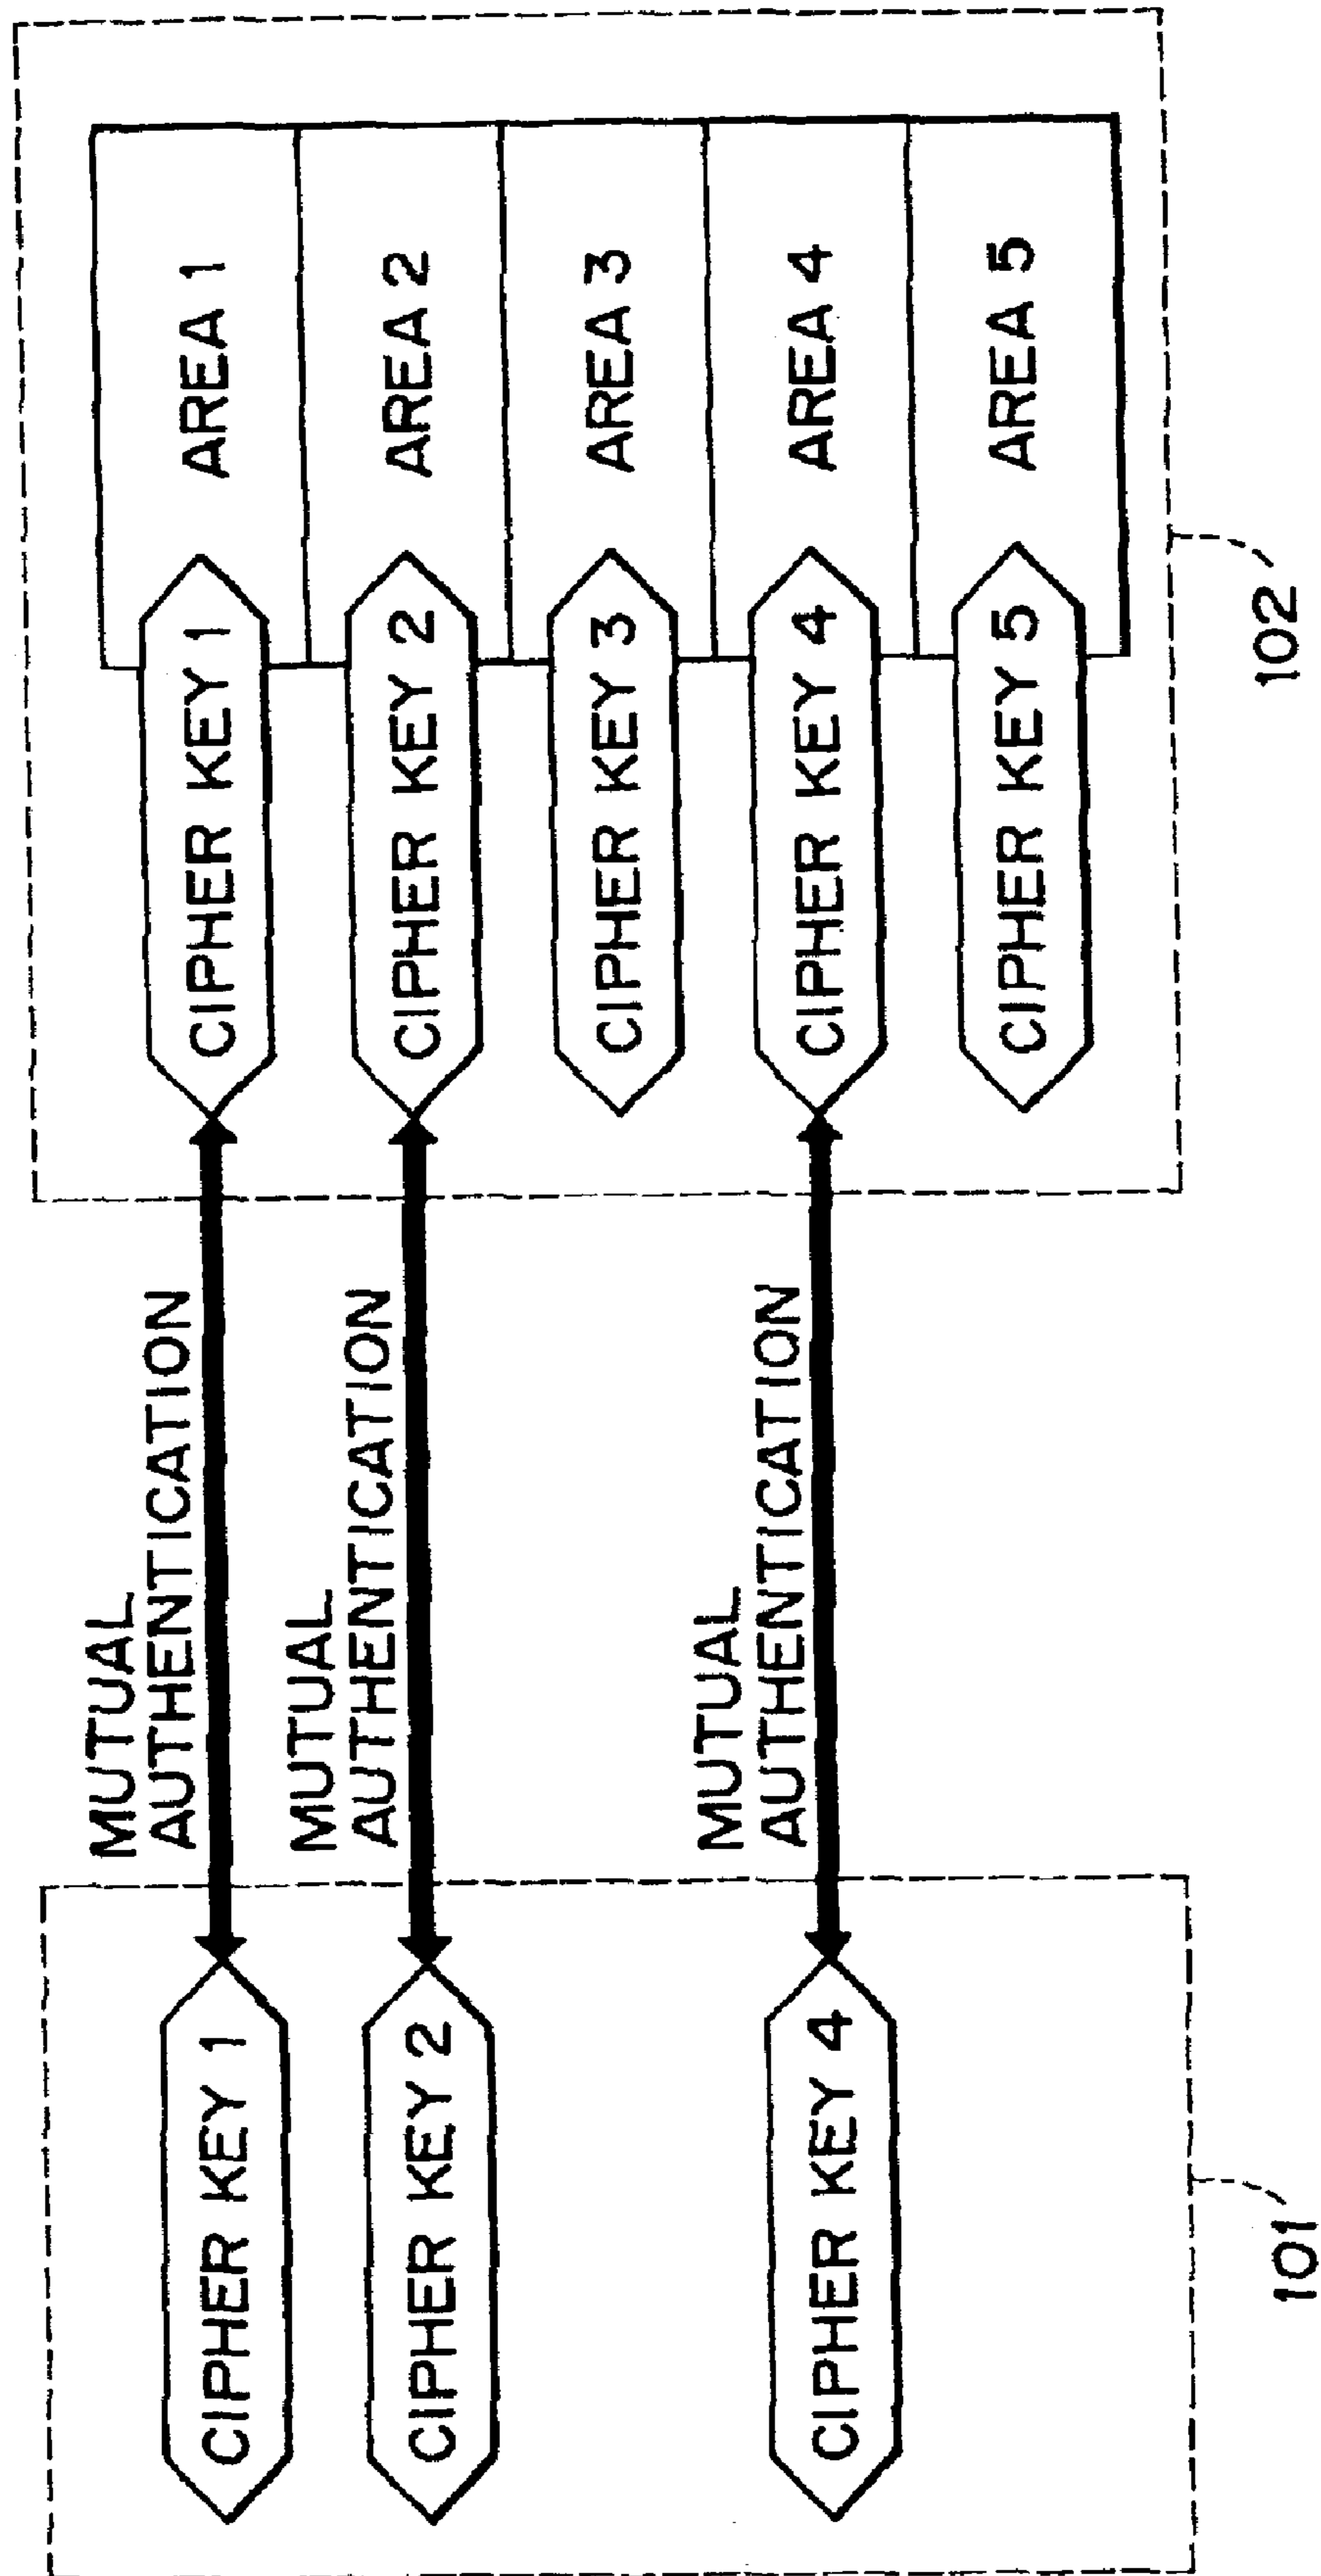 MUTUAL
AUTHENTICATION
CIPHER KEY 1
CIPHER KEY 1
AREA 1
MUTUAL
AUTHENTICATION
CIPHER KEY 2
CIPHER KEY 2
AREA 2
CIPHER KEY 3
AREA 3
MUTUAL
AUTHENTICATION
CIPHER KEY 4
CIPHER KEY 4
AREA 4
CIPHER KEY 5
AREA 5
101
102